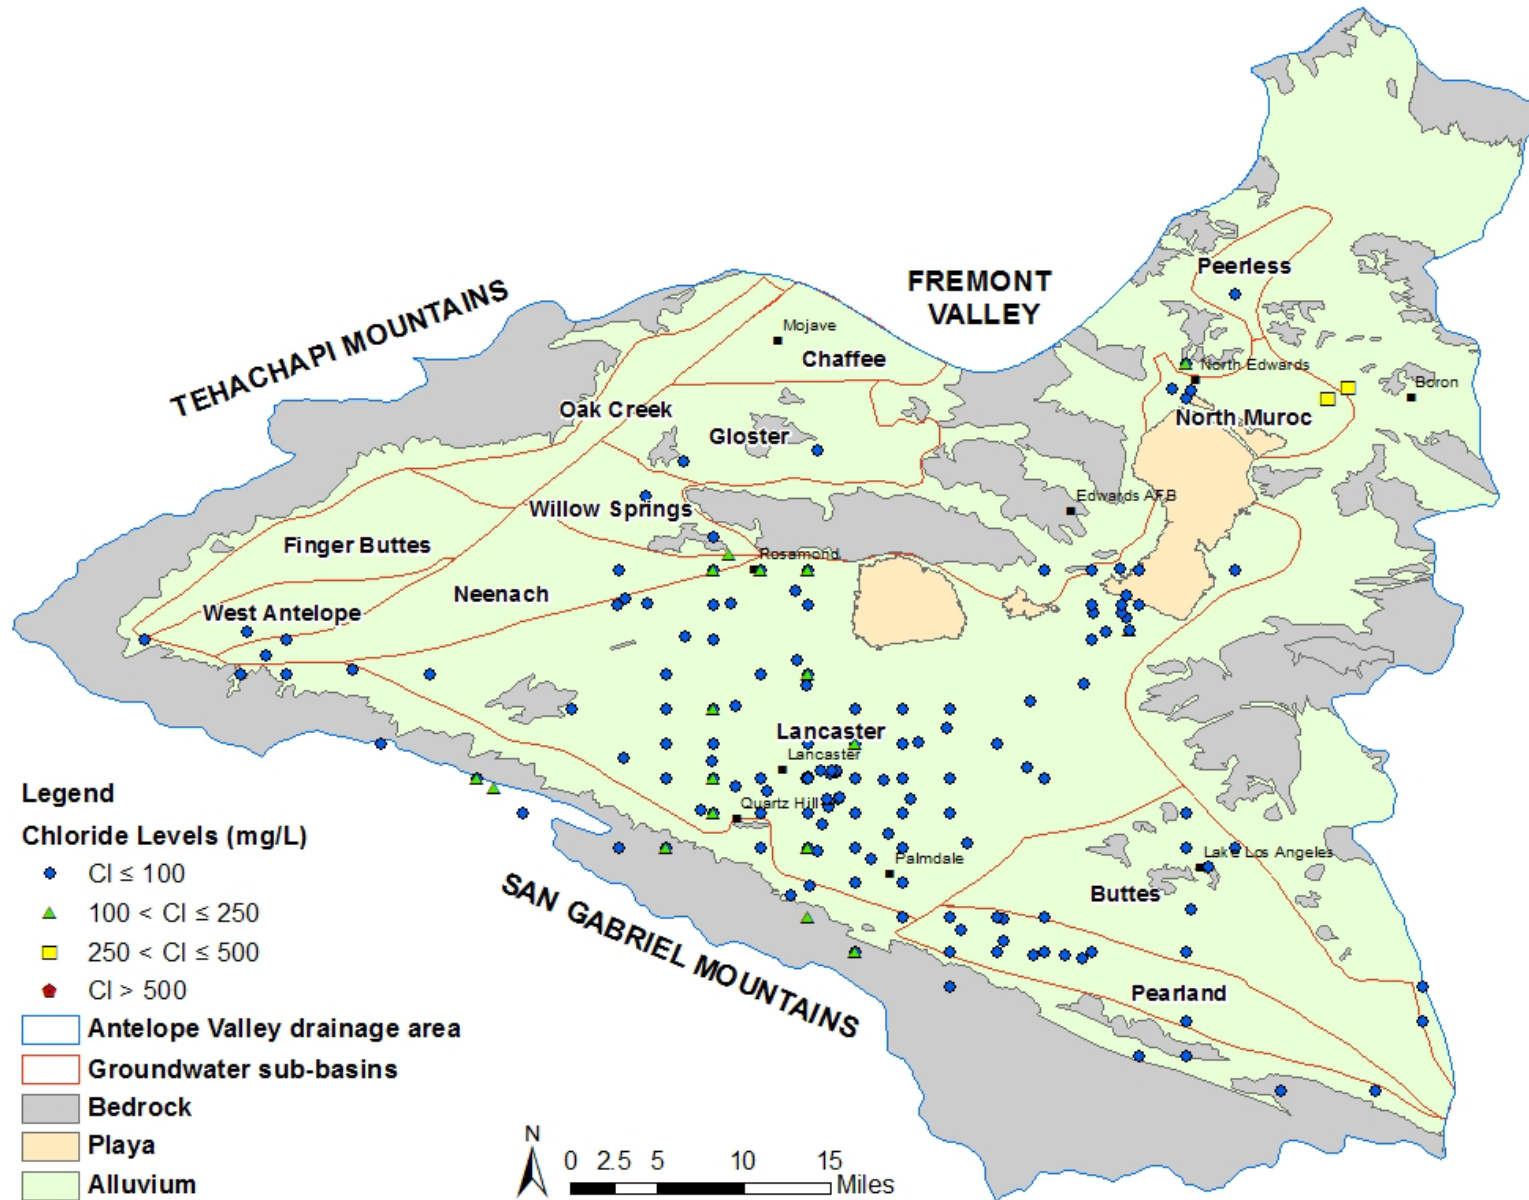 TEHACHAPI MOUNTAINS
FREMONT
VALLEY
Peerless
Mojave
Chaffee
North Edwards
Boron
Oak Creek
North Muroc
Gloster
Edwards AFB
Willow Springs
Finger Buttes
Rosamond
Neenach
West Antelope
Lancaster
Lancaster
Quartz Hill
Lake Los Angeles
Palmdale
Buttes
SAN GABRIEL MOUNTAINS
Pearland
Legend
Chloride Levels (mg/L)
Cl ≤ 100
100 < Cl ≤ 250
250 < Cl ≤ 500
Cl > 500
Antelope Valley drainage area
Groundwater sub-basins
Bedrock
Playa
Alluvium
N
0 2.5 5 10 15
Miles